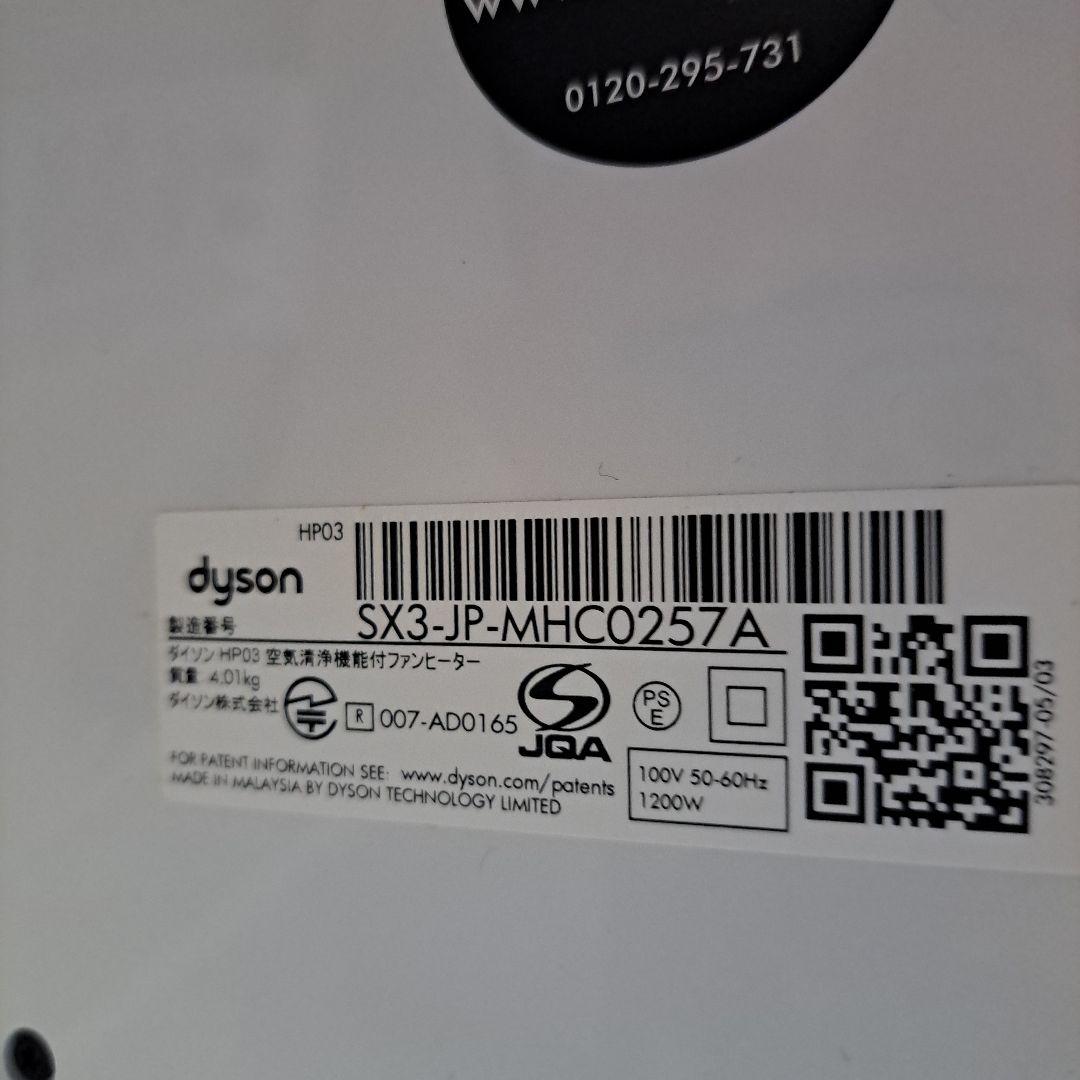 0120-295-731
HP03
dyson
SX3-JP-MHC0257A
製造番号
ダイソン HP03 空気清浄機能付ファンヒーター
質量 4.01kg
ダイソン株式会社
R 007-AD0165
JQA
PS
E
FOR PATENT INFORMATION SEE: www.dyson.com/patents
MADE IN MALAYSIA BY DYSON TECHNOLOGY LIMITED
100V 50-60Hz
1200W
308297-05/03